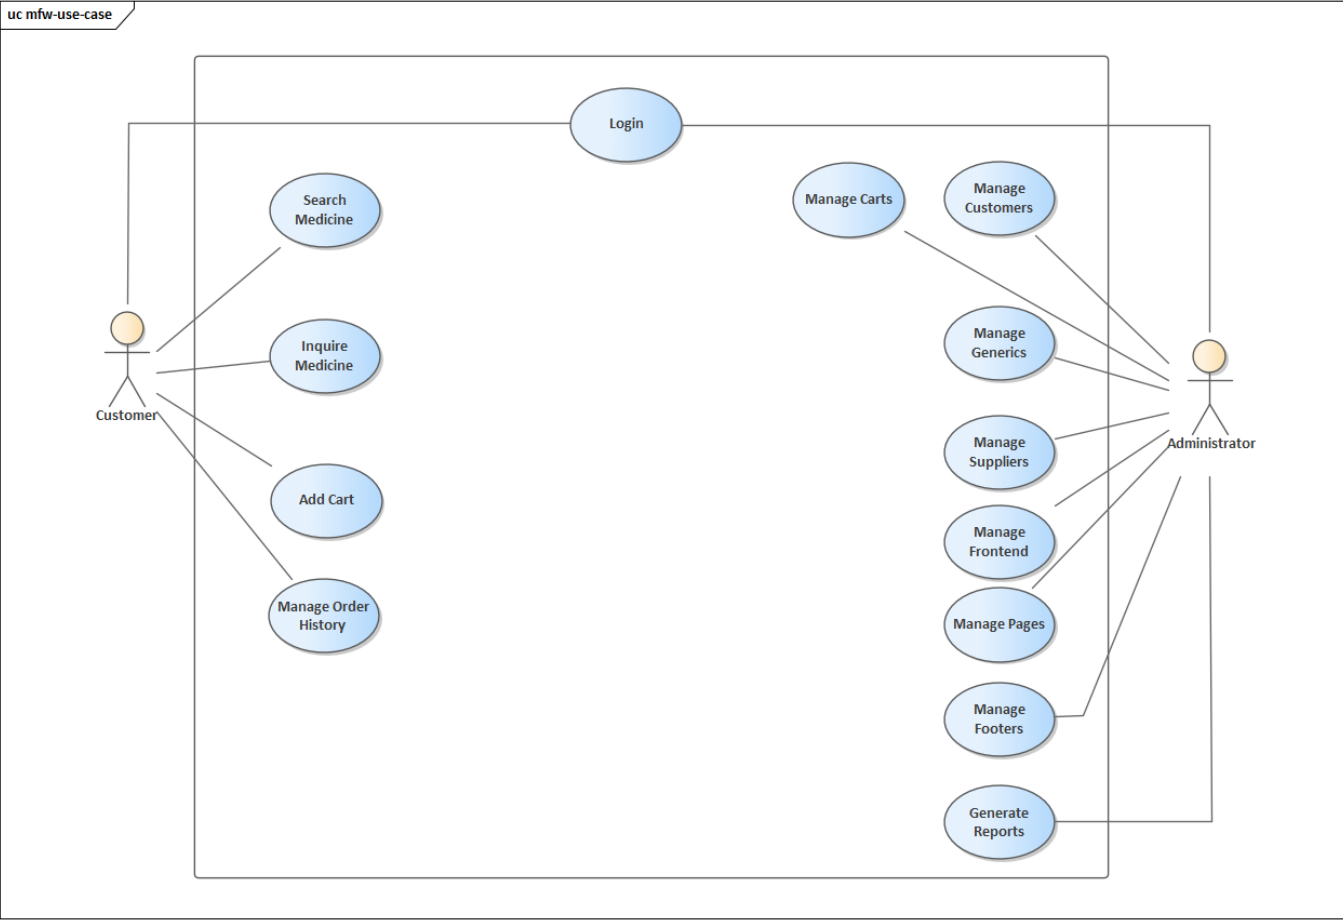 uc mfw-use-case
Login
Search
Medicine
Manage Carts
Manage
Customers
Inquire
Medicine
Manage
Generics
Customer
Administrator
Manage
Suppliers
Add Cart
Manage
Frontend
Manage Order
History
Manage Pages
Manage
Footers
Generate
Reports